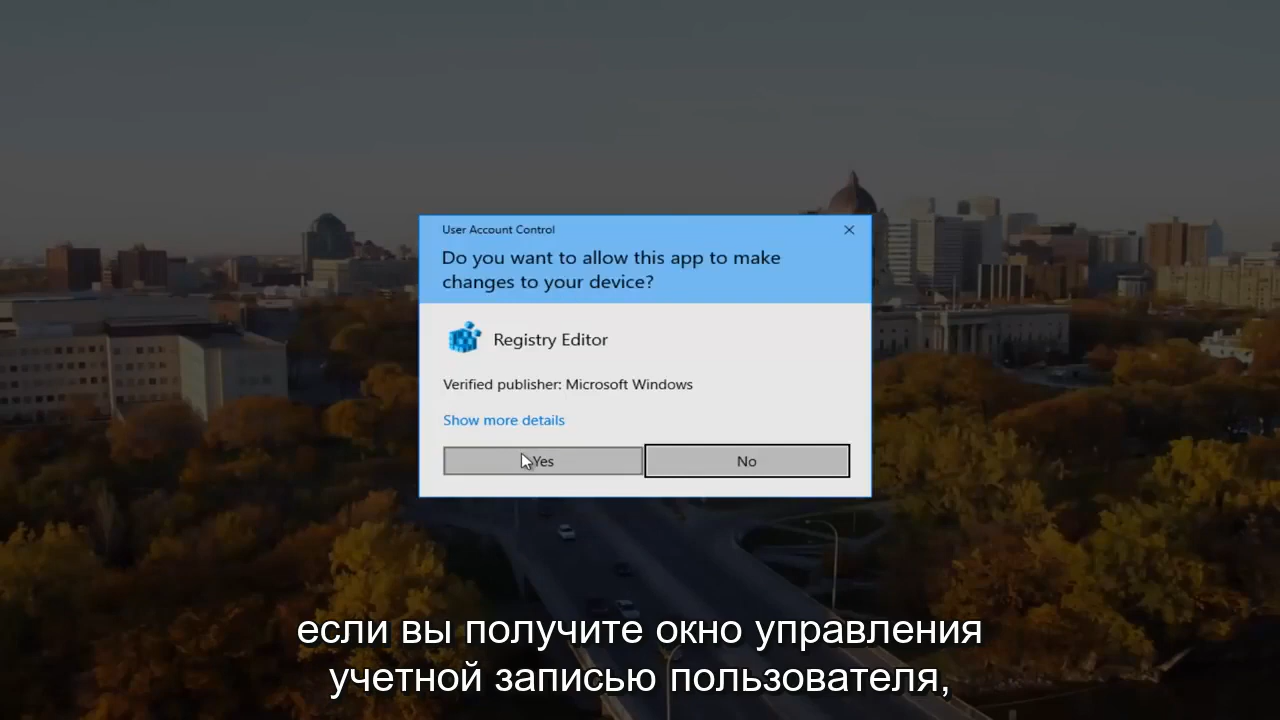 User Account Control
Do you want to allow this app to make
changes to your device?
Registry Editor
Verified publisher: Microsoft Windows
Show more details
Yes
No
если вы получите окно управления
учетной записью пользователя,